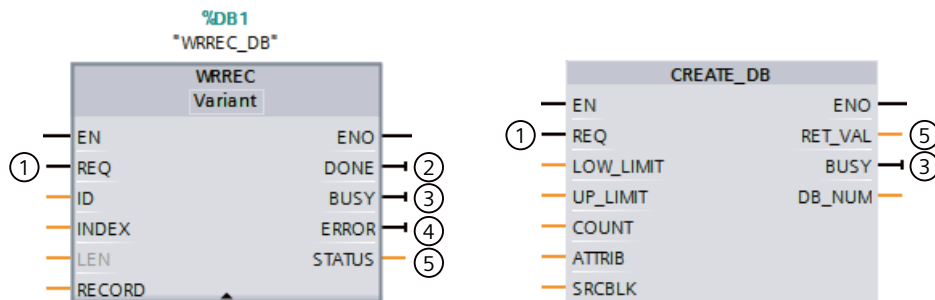 %DB1
"WRREC_DB"
WRREC
Variant
EN
ENO
① REQ
DONE ②
ID
BUSY ③
INDEX
ERROR ④
LEN
STATUS ⑤
RECORD
CREATE_DB
EN
ENO
① REQ
RET_VAL ⑤
LOW_LIMIT
BUSY ③
UP_LIMIT
DB_NUM
COUNT
ATTRIB
SRCBLK